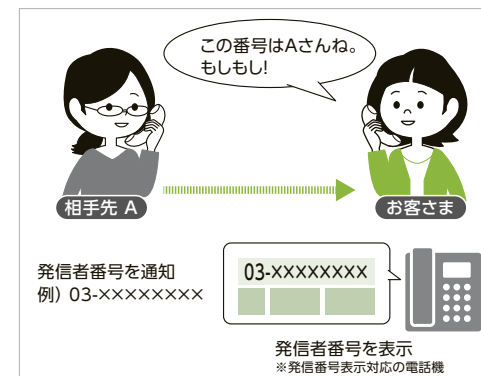 この番号はAさんね。
もしもし!
相手先 A
お客さま
発信者番号を通知
例）03-××××××××
03-××××××××
発信者番号を表示
※発信番号表示対応の電話機